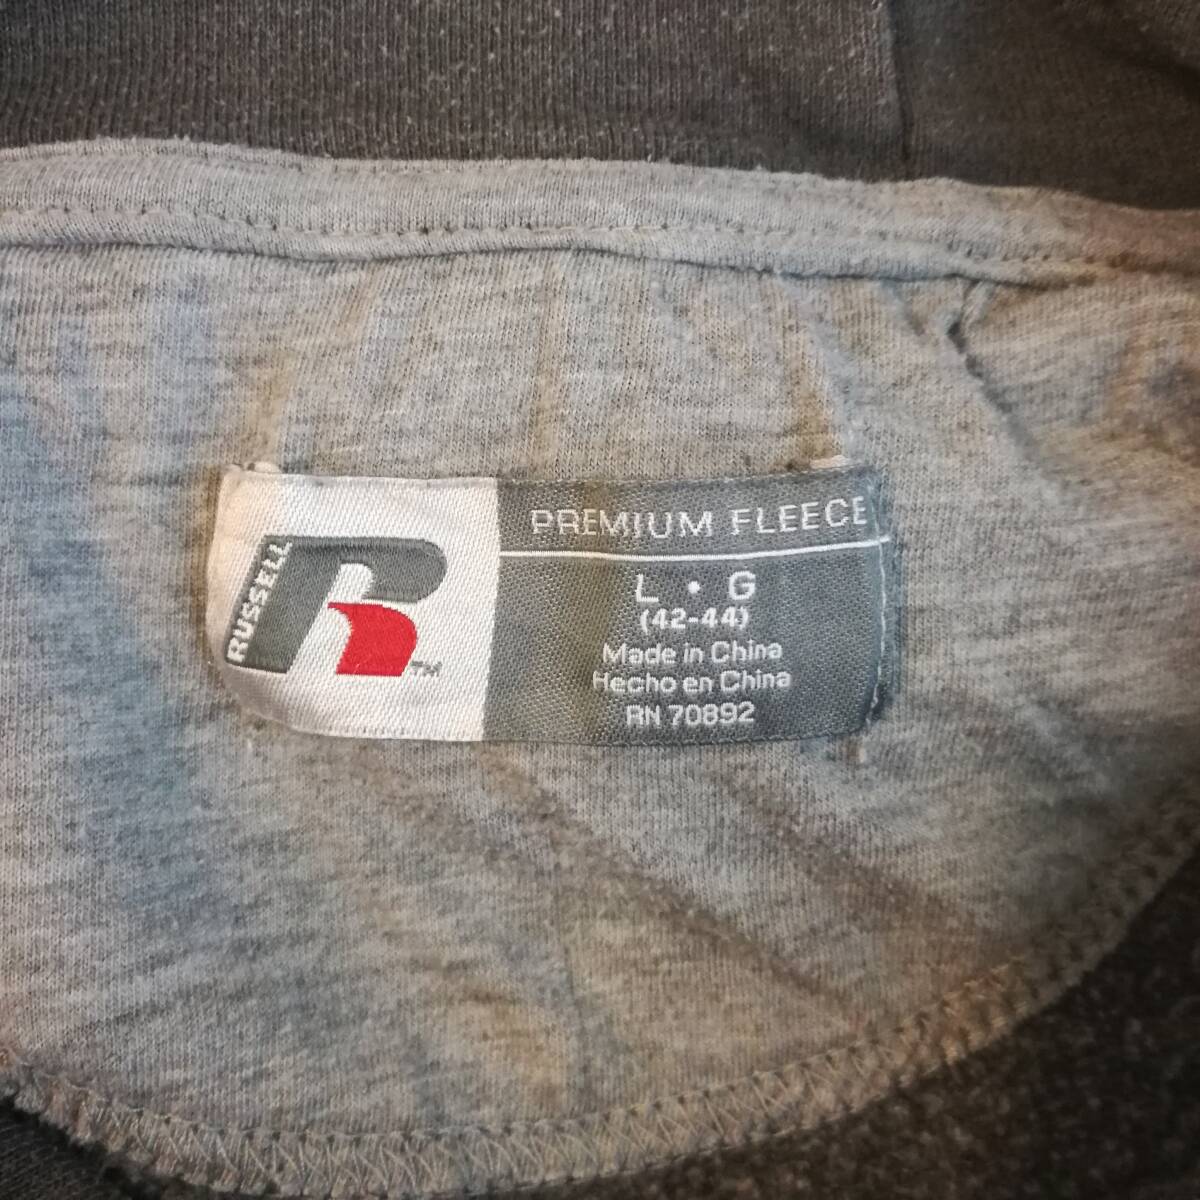 RUSSELL
TM
PREMIUM FLEECE
L • G
(42-44)
Made in China
Hecho en China
RN 70892